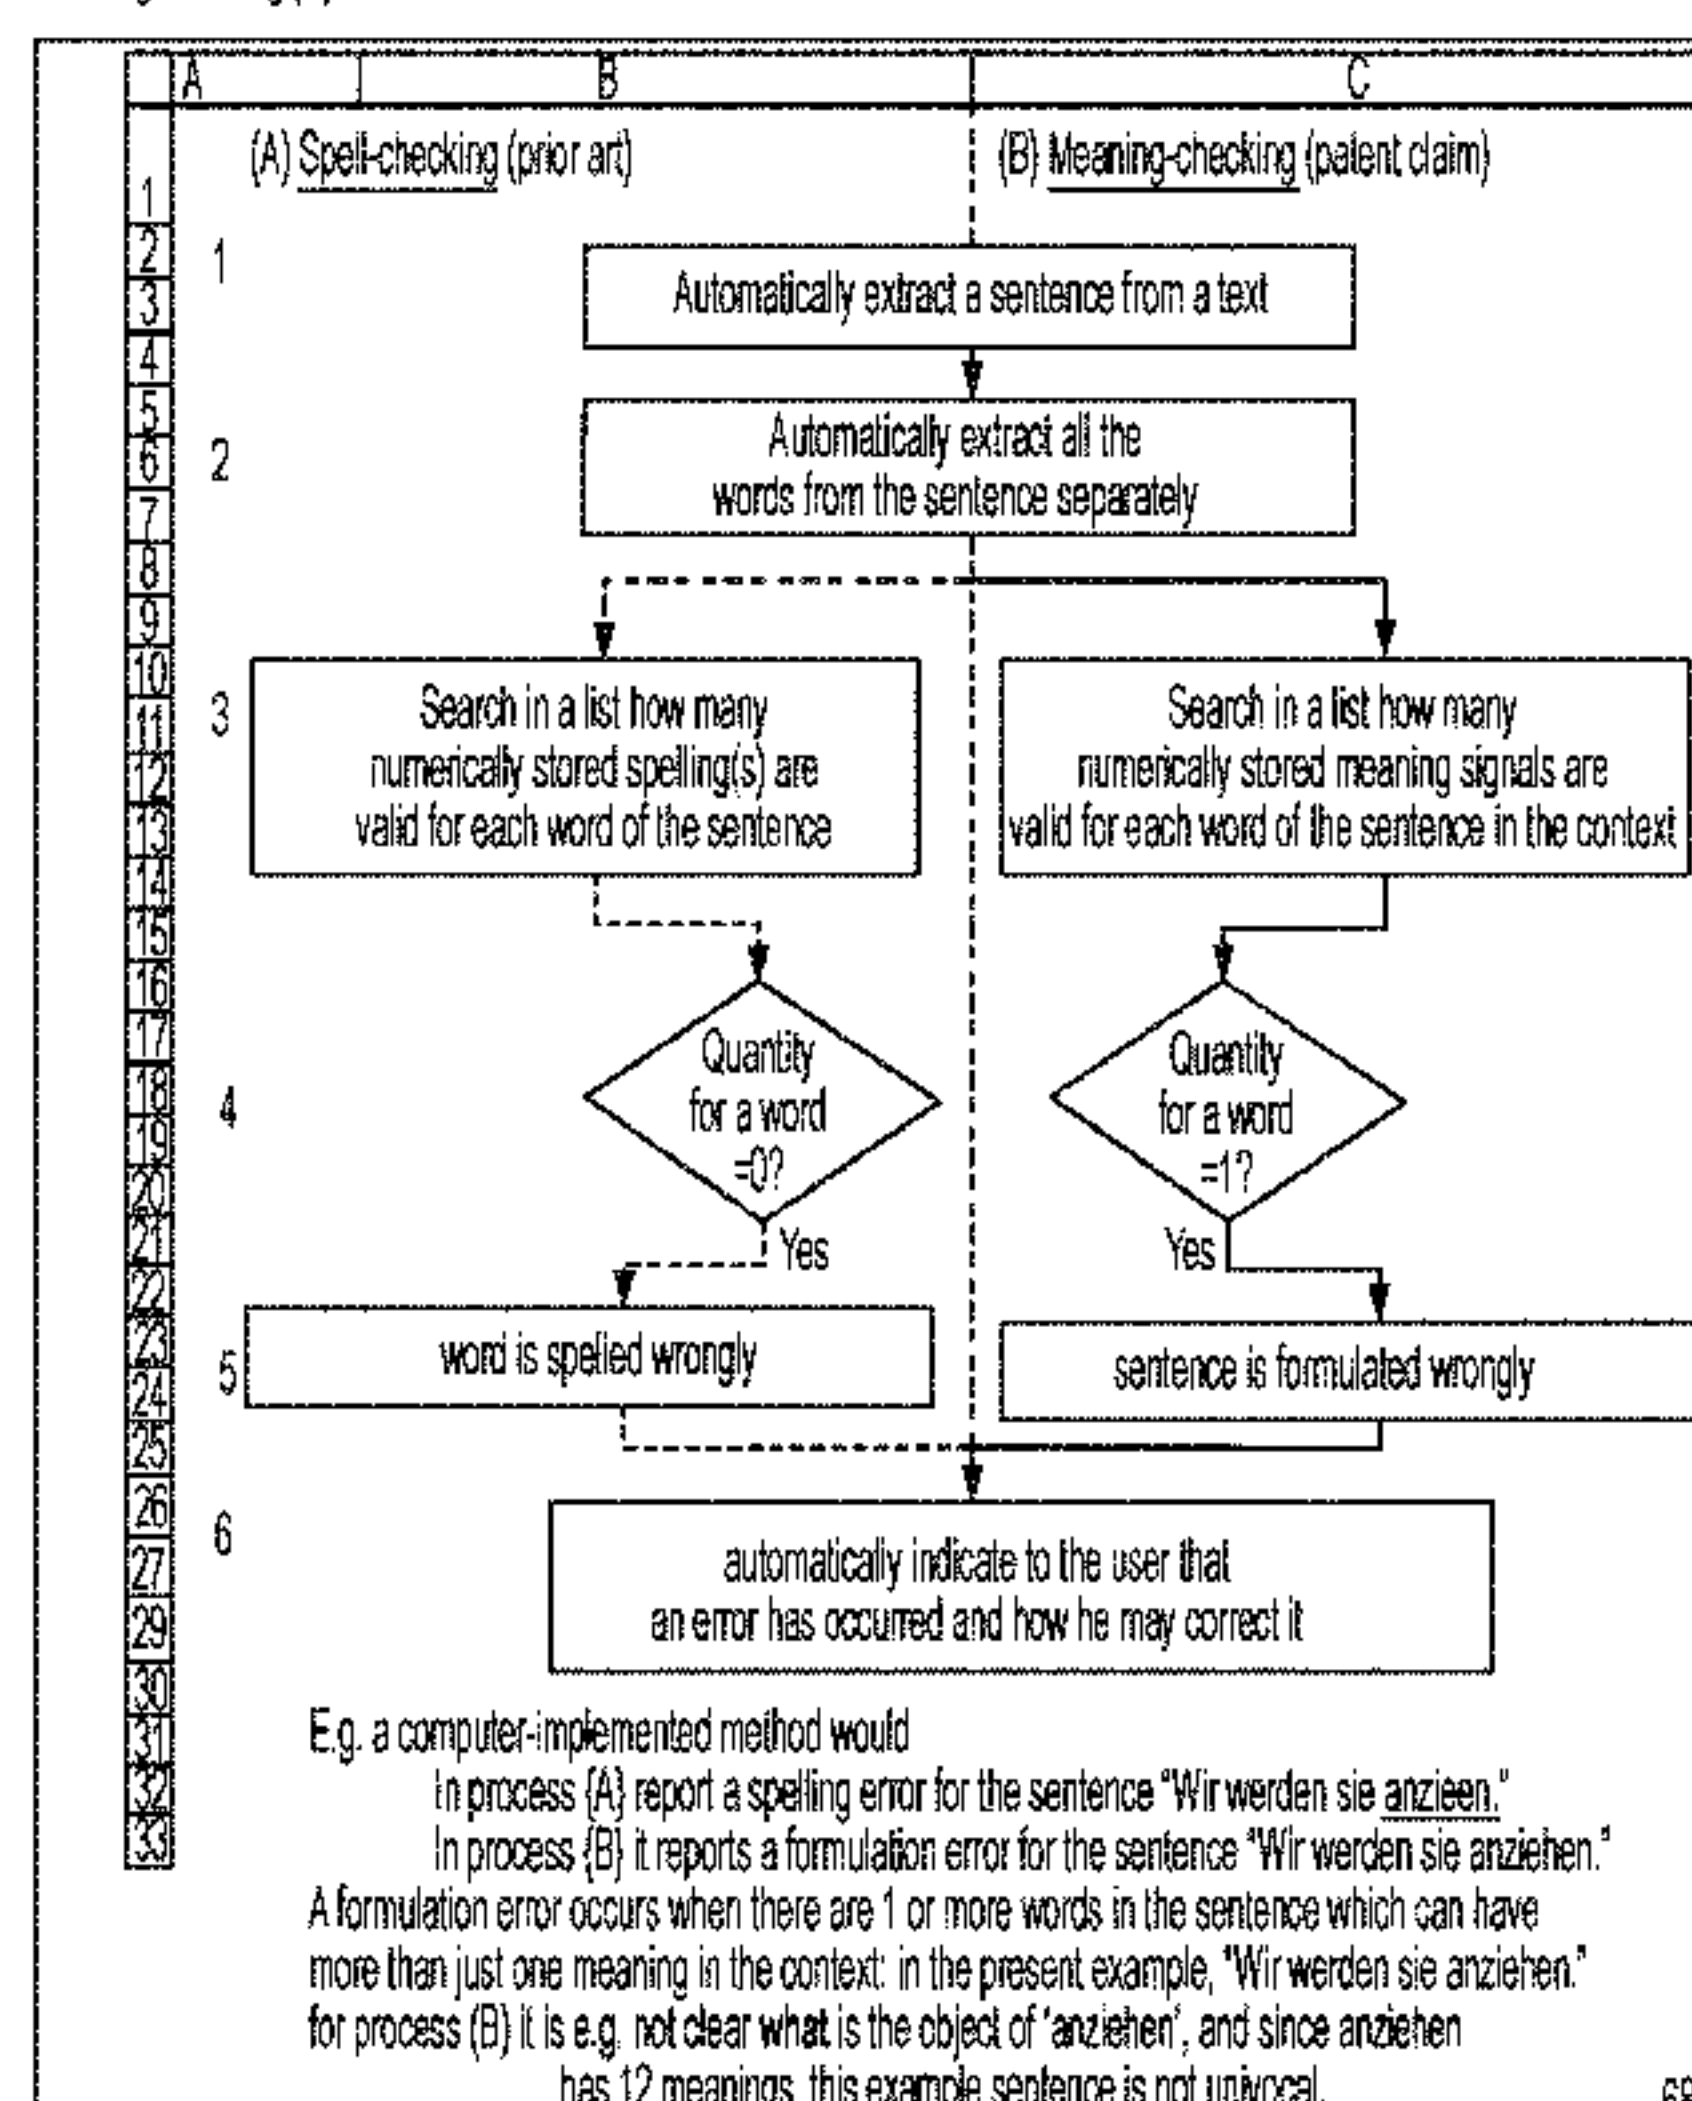 A B C
(A) Spell-checking (prior art) (B) Meaning-checking (patent claim)
1
2
3
4
5
6
7
8
9
10
11
12
13
14
15
16
17
18
19
20
21
22
23
24
25
26
27
29
30
31
32
33
1
Automatically extract a sentence from a text
2
Automatically extract all the
words from the sentence separately
3
Search in a list how many
numerically stored spelling(s) are
valid for each word of the sentence
Search in a list how many
numerically stored meaning signals are
valid for each word of the sentence in the context
4
Quantity
for a word
=0?
Yes
Quantity
for a word
=1?
Yes
5
word is spelled wrongly
sentence is formulated wrongly
6
automatically indicate to the user that
an error has occurred and how he may correct it
E.g. a computer-implemented method would
In process {A} report a spelling error for the sentence "Wir werden sie anzieen."
In process {B} it reports a formulation error for the sentence "Wir werden sie anziehen."
A formulation error occurs when there are 1 or more words in the sentence which can have
more than just one meaning in the context: in the present example, "Wir werden sie anziehen."
for process (B) it is e.g. not clear what is the object of 'anziehen', and since anziehen
has 12 meanings, this example sentence is not univocal.